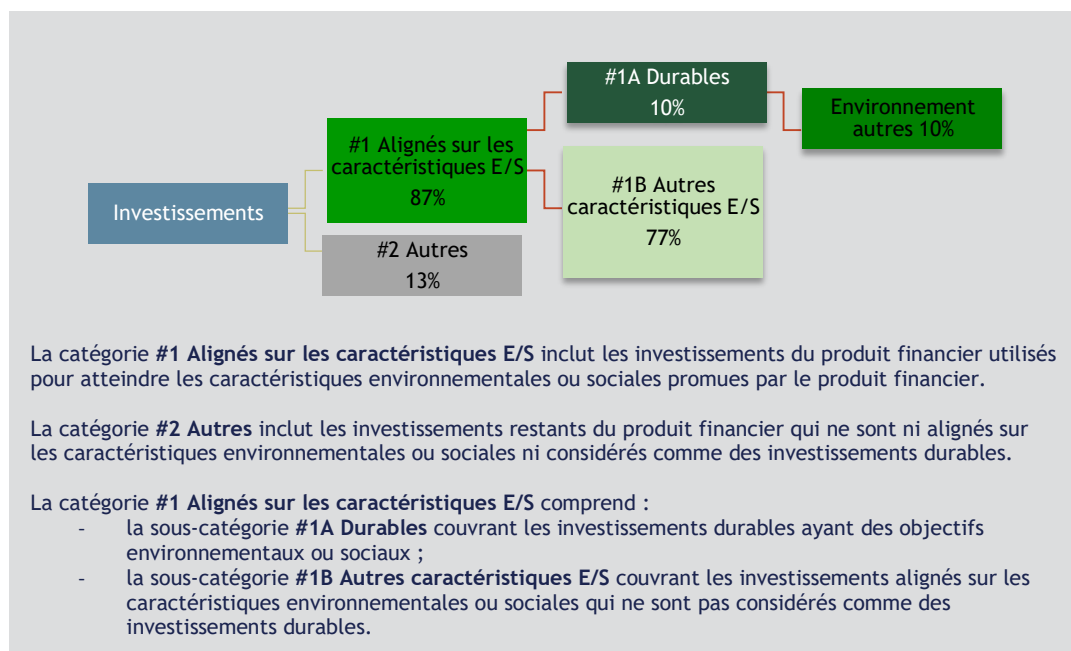 #1A Durables
10%
Environnement
autres 10%
#1 Alignés sur les
caractéristiques E/S
87%
#1B Autres
caractéristiques E/S
77%
Investissements
#2 Autres
13%
La catégorie #1 Alignés sur les caractéristiques E/S inclut les investissements du produit financier utilisés
pour atteindre les caractéristiques environnementales ou sociales promues par le produit financier.
La catégorie #2 Autres inclut les investissements restants du produit financier qui ne sont ni alignés sur
les caractéristiques environnementales ou sociales ni considérés comme des investissements durables.
La catégorie #1 Alignés sur les caractéristiques E/S comprend :
- la sous-catégorie #1A Durables couvrant les investissements durables ayant des objectifs
environnementaux ou sociaux ;
- la sous-catégorie #1B Autres caractéristiques E/S couvrant les investissements alignés sur les
caractéristiques environnementales ou sociales qui ne sont pas considérés comme des
investissements durables.